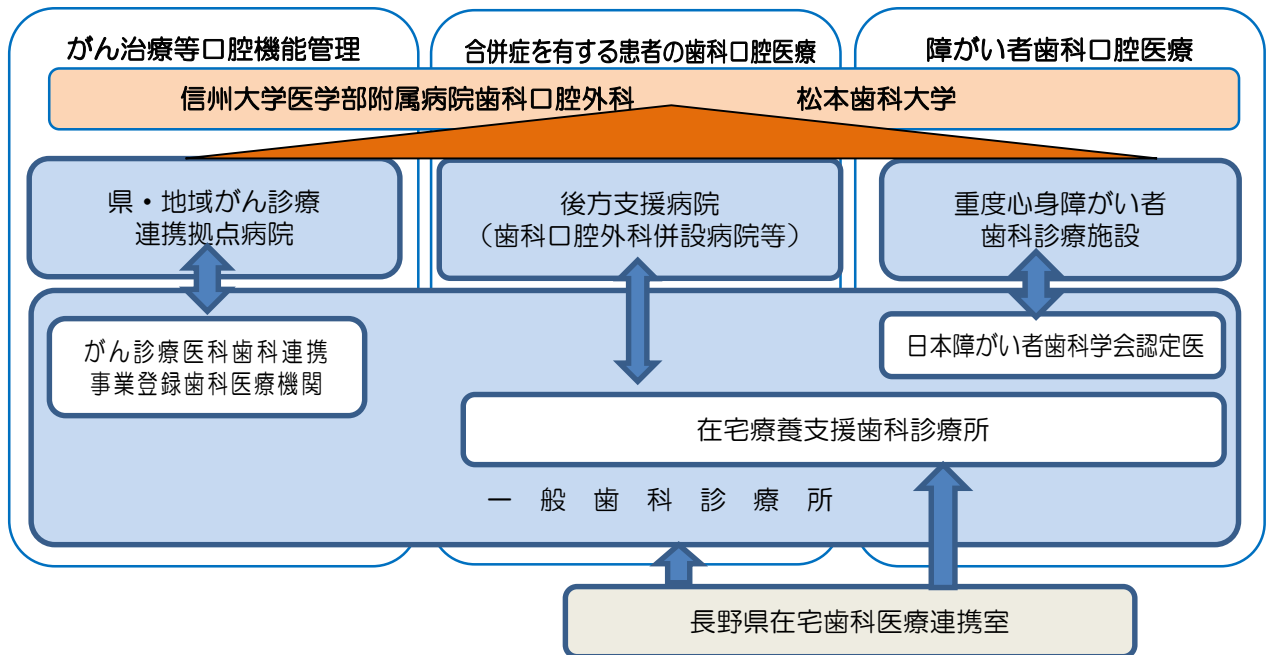 がん治療等口腔機能管理
合併症を有する患者の歯科口腔医療
障がい者歯科口腔医療
信州大学医学部附属病院歯科口腔外科
松本歯科大学
県・地域がん診療
連携拠点病院
後方支援病院
（歯科口腔外科併設病院等）
重度心身障がい者
歯科診療施設
がん診療医科歯科連携
事業登録歯科医療機関
日本障がい者歯科学会認定医
在宅療養支援歯科診療所
一般歯科診療所
長野県在宅歯科医療連携室